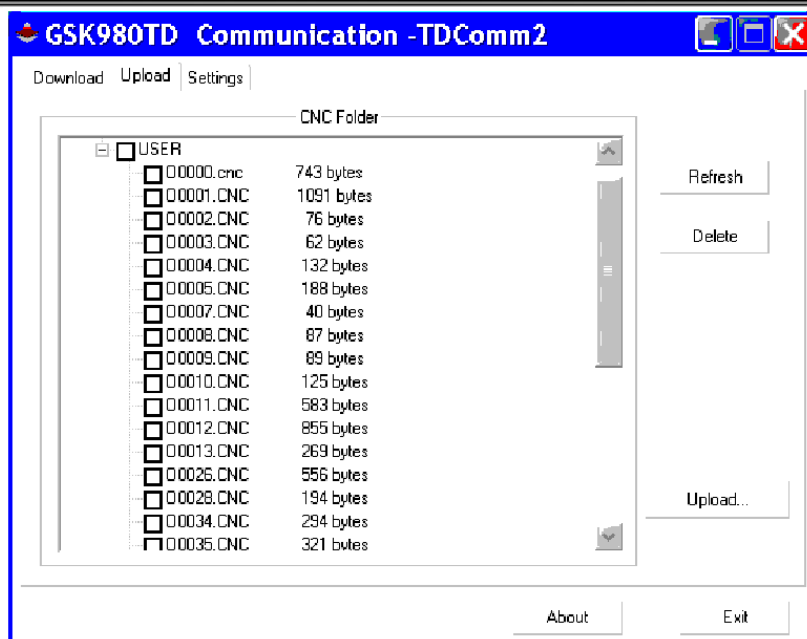 GSK980TD Communication -TDComm2
Download Upload Settings
CNC Folder
USER
O0000.cnc 743 bytes
O0001.CNC 1091 bytes
O0002.CNC 76 bytes
O0003.CNC 62 bytes
O0004.CNC 132 bytes
O0005.CNC 188 bytes
O0007.CNC 40 bytes
O0008.CNC 87 bytes
O0009.CNC 89 bytes
O0010.CNC 125 bytes
O0011.CNC 583 bytes
O0012.CNC 855 bytes
O0013.CNC 269 bytes
O0026.CNC 556 bytes
O0028.CNC 194 bytes
O0034.CNC 294 bytes
O0035.CNC 321 bytes
Refresh
Delete
Upload...
About Exit